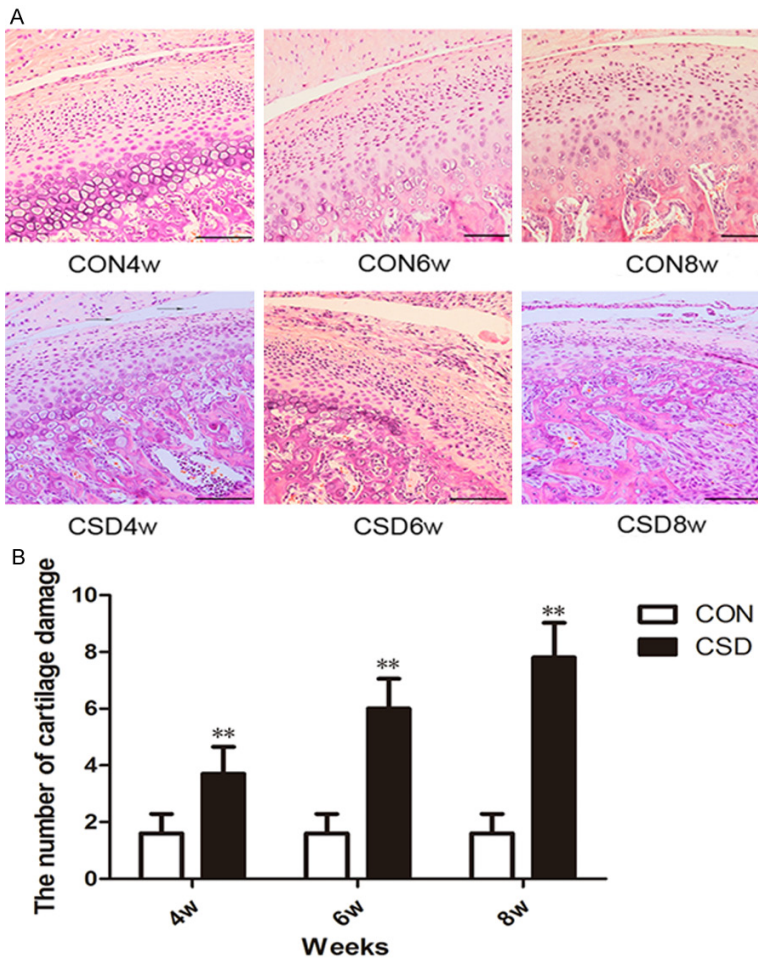 A
CON4w
CON6w
CON8w
CSD4w
CSD6w
CSD8w
B
The number of cartilage damage
10
8
6
4
2
0
**
**
**
CON
CSD
4w
6w
8w
Weeks